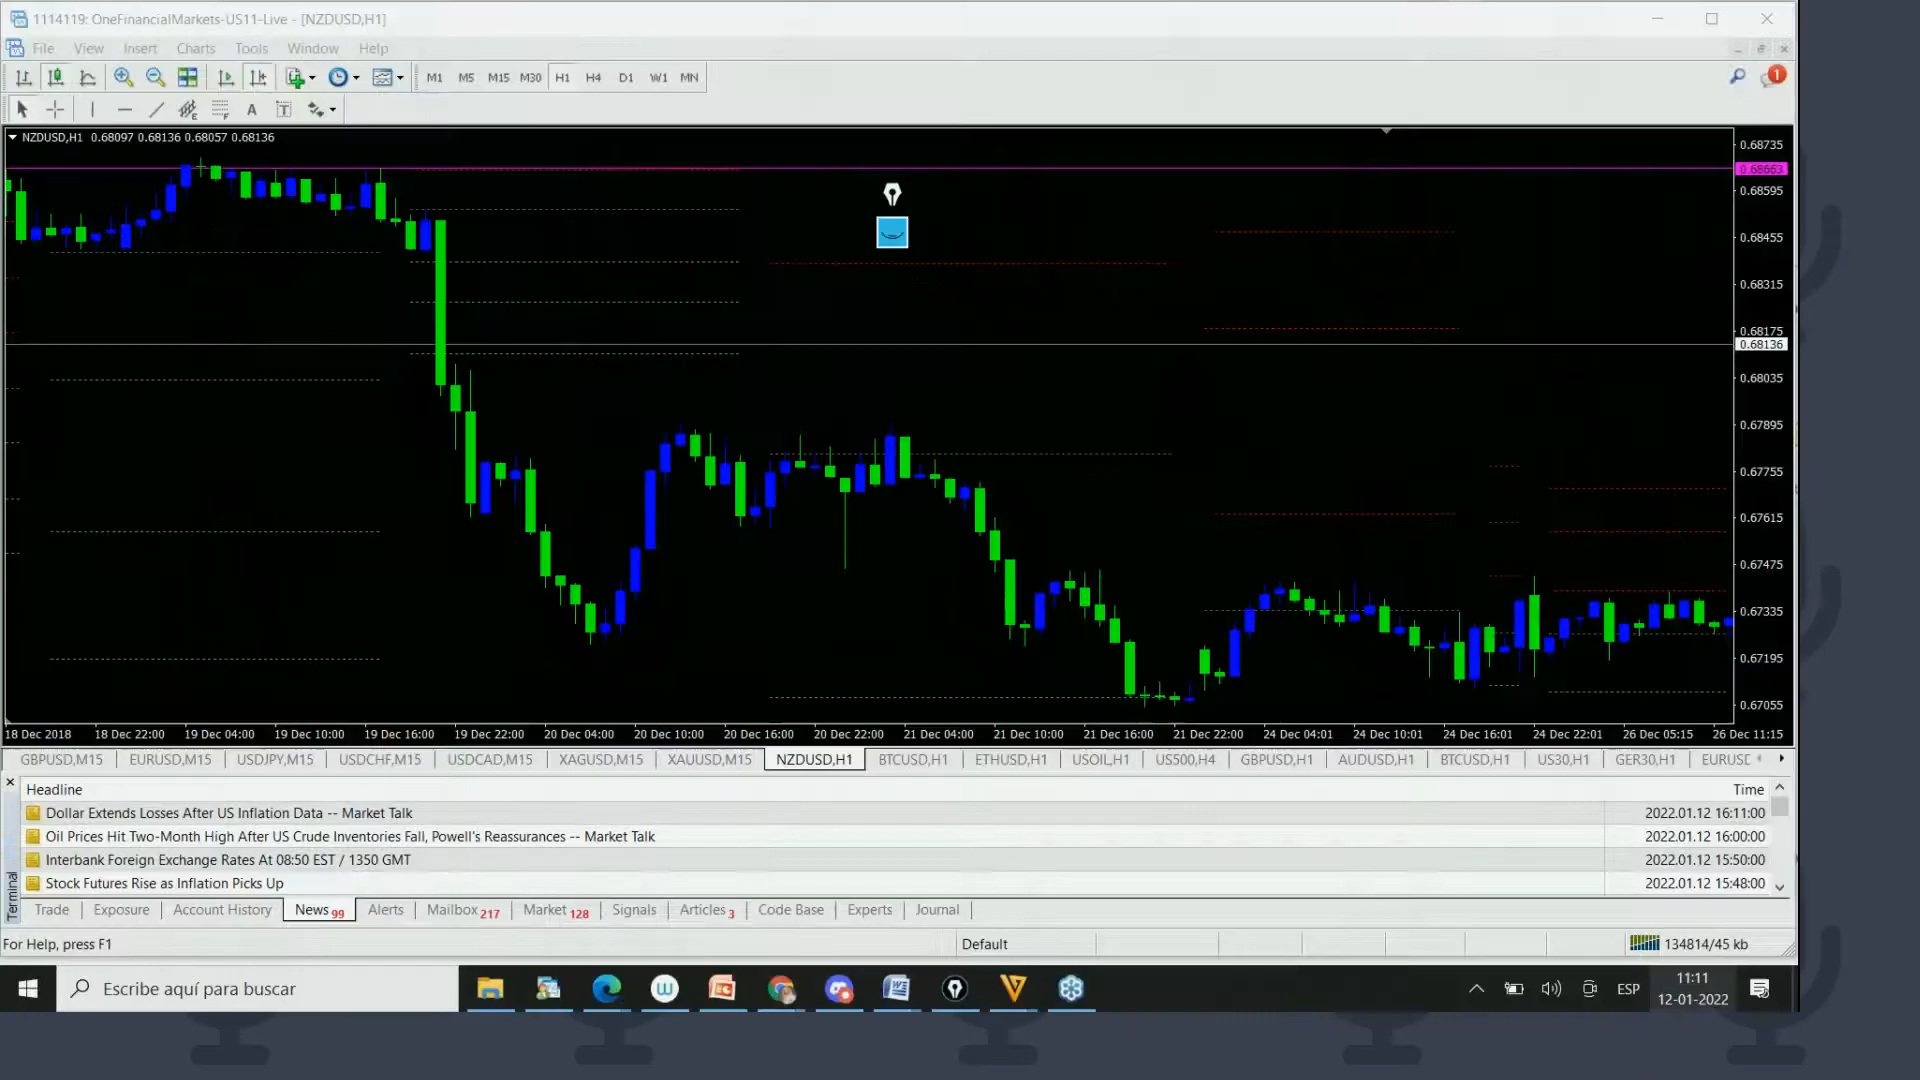 1114119: OneFinancialMarkets-US11-Live - [NZDUSD,H1]
File View Insert Charts Tools Window Help
M1 M5 M15 M30 H1 H4 D1 W1 MN
1
E F A T
NZDUSD,H1 0.68097 0.68136 0.68057 0.68136
0.68735
0.68663
0.68595
0.68455
0.68315
0.68175
0.68136
0.68035
0.67895
0.67755
0.67615
0.67475
0.67335
0.67195
0.67055
18 Dec 2018 18 Dec 22:00 19 Dec 04:00 19 Dec 10:00 19 Dec 16:00 19 Dec 22:00 20 Dec 04:00 20 Dec 10:00 20 Dec 16:00 20 Dec 22:00 21 Dec 04:00 21 Dec 10:00 21 Dec 16:00 21 Dec 22:00 24 Dec 04:01 24 Dec 10:01 24 Dec 16:01 24 Dec 22:01 26 Dec 05:15 26 Dec 11:15
GBPUSD,M15 EURUSD,M15 USDJPY,M15 USDCHF,M15 USDCAD,M15 XAGUSD,M15 XAUUSD,M15 NZDUSD,H1 BTCUSD,H1 ETHUSD,H1 USOIL,H1 US500,H4 GBPUSD,H1 AUDUSD,H1 BTCUSD,H1 US30,H1 GER30,H1 EURUSD
Headline Time
Dollar Extends Losses After US Inflation Data -- Market Talk 2022.01.12 16:11:00
Oil Prices Hit Two-Month High After US Crude Inventories Fall, Powell's Reassurances -- Market Talk 2022.01.12 16:00:00
Interbank Foreign Exchange Rates At 08:50 EST / 1350 GMT 2022.01.12 15:50:00
Stock Futures Rise as Inflation Picks Up 2022.01.12 15:48:00
Terminal
Trade Exposure Account History News 99 Alerts Mailbox 217 Market 128 Signals Articles 3 Code Base Experts Journal
For Help, press F1 Default 134814/45 kb
Escribe aquí para buscar ESP 11:11
12-01-2022